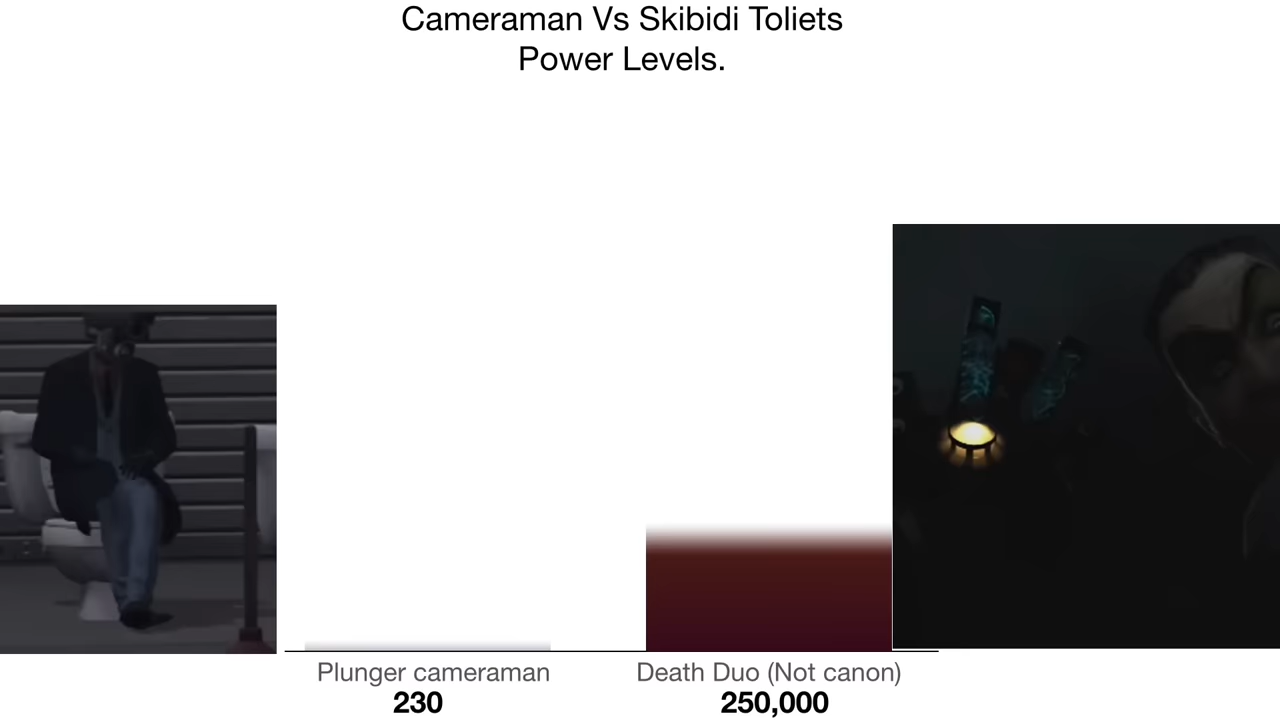 Cameraman Vs Skibidi Toliets
Power Levels.
Plunger cameraman
230
Death Duo (Not canon)
250,000